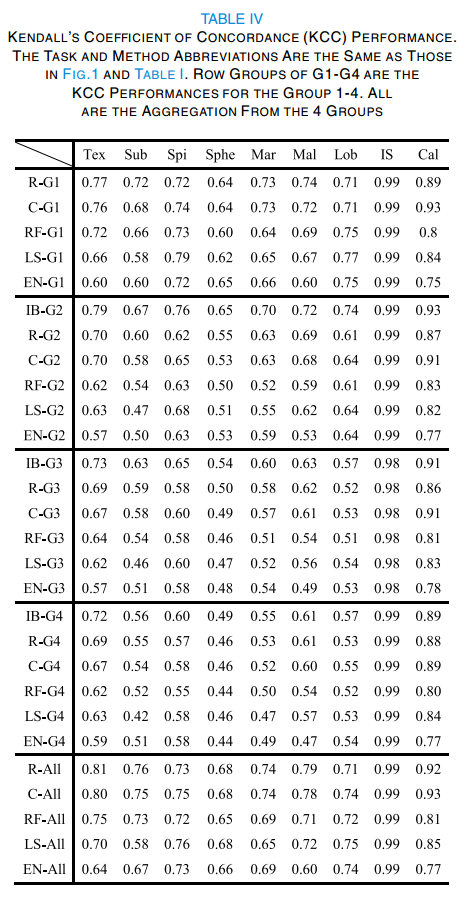 TABLE IV
KENDALL'S COEFFICIENT OF CONCORDANCE (KCC) PERFORMANCE.
THE TASK AND METHOD ABBREVIATIONS ARE THE SAME AS THOSE
IN FIG.1 AND TABLE I. ROW GROUPS OF G1-G4 ARE THE
KCC PERFORMANCES FOR THE GROUP 1-4. ALL
ARE THE AGGREGATION FROM THE 4 GROUPS
Tex Sub Spi Sphe Mar Mal Lob IS Cal
R-G1 0.77 0.72 0.72 0.64 0.73 0.74 0.71 0.99 0.89
C-G1 0.76 0.68 0.74 0.64 0.73 0.72 0.71 0.99 0.93
RF-G1 0.72 0.66 0.73 0.60 0.64 0.69 0.75 0.99 0.8
LS-G1 0.66 0.58 0.79 0.62 0.65 0.67 0.77 0.99 0.84
EN-G1 0.60 0.60 0.72 0.65 0.66 0.60 0.77 0.99 0.75
IB-G2 0.79 0.67 0.76 0.65 0.70 0.72 0.74 0.99 0.93
R-G2 0.70 0.60 0.62 0.55 0.63 0.69 0.61 0.99 0.87
C-G2 0.70 0.58 0.65 0.53 0.63 0.68 0.64 0.99 0.91
RF-G2 0.62 0.54 0.63 0.50 0.52 0.59 0.61 0.99 0.83
LS-G2 0.63 0.47 0.68 0.51 0.55 0.62 0.64 0.99 0.82
EN-G2 0.57 0.50 0.63 0.53 0.59 0.53 0.64 0.99 0.77
IB-G3 0.73 0.63 0.65 0.54 0.60 0.63 0.57 0.98 0.91
R-G3 0.69 0.59 0.58 0.50 0.58 0.62 0.52 0.98 0.86
C-G3 0.67 0.58 0.60 0.49 0.57 0.61 0.53 0.98 0.91
RF-G3 0.64 0.54 0.58 0.46 0.51 0.54 0.51 0.98 0.81
LS-G3 0.62 0.46 0.60 0.47 0.52 0.56 0.54 0.98 0.83
EN-G3 0.57 0.51 0.58 0.48 0.54 0.49 0.53 0.98 0.78
IB-G4 0.72 0.56 0.60 0.49 0.55 0.61 0.57 0.99 0.89
R-G4 0.69 0.55 0.57 0.46 0.53 0.61 0.53 0.99 0.88
C-G4 0.67 0.54 0.58 0.46 0.52 0.60 0.55 0.99 0.89
RF-G4 0.62 0.52 0.55 0.44 0.50 0.54 0.52 0.99 0.80
LS-G4 0.63 0.42 0.58 0.46 0.47 0.57 0.53 0.99 0.84
EN-G4 0.59 0.51 0.58 0.44 0.49 0.47 0.54 0.99 0.77
R-All 0.81 0.76 0.73 0.68 0.74 0.79 0.71 0.99 0.92
C-All 0.80 0.75 0.75 0.68 0.74 0.78 0.74 0.99 0.93
RF-All 0.75 0.73 0.72 0.65 0.69 0.71 0.72 0.99 0.81
LS-All 0.70 0.58 0.76 0.68 0.65 0.72 0.75 0.99 0.85
EN-All 0.64 0.67 0.73 0.66 0.69 0.60 0.74 0.99 0.77